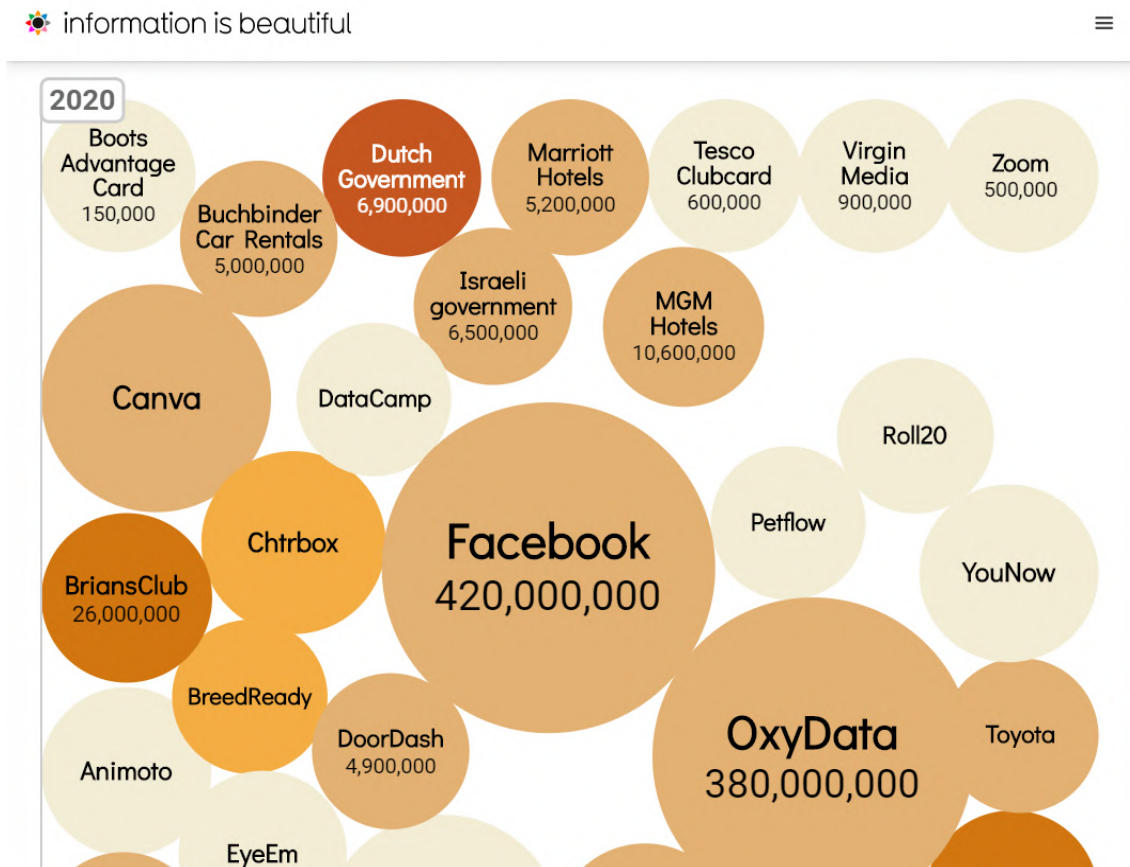 information is beautiful
2020
Boots
Advantage
Card
150,000
Buchbinder
Car Rentals
5,000,000
Dutch
Government
6,900,000
Marriott
Hotels
5,200,000
Tesco
Clubcard
600,000
Virgin
Media
900,000
Zoom
500,000
Israeli
government
6,500,000
MGM
Hotels
10,600,000
Canva
DataCamp
Roll20
Chtrbox
Facebook
420,000,000
Petflow
YouNow
BriansClub
26,000,000
BreedReady
DoorDash
4,900,000
OxyData
380,000,000
Toyota
Animoto
EyeEm